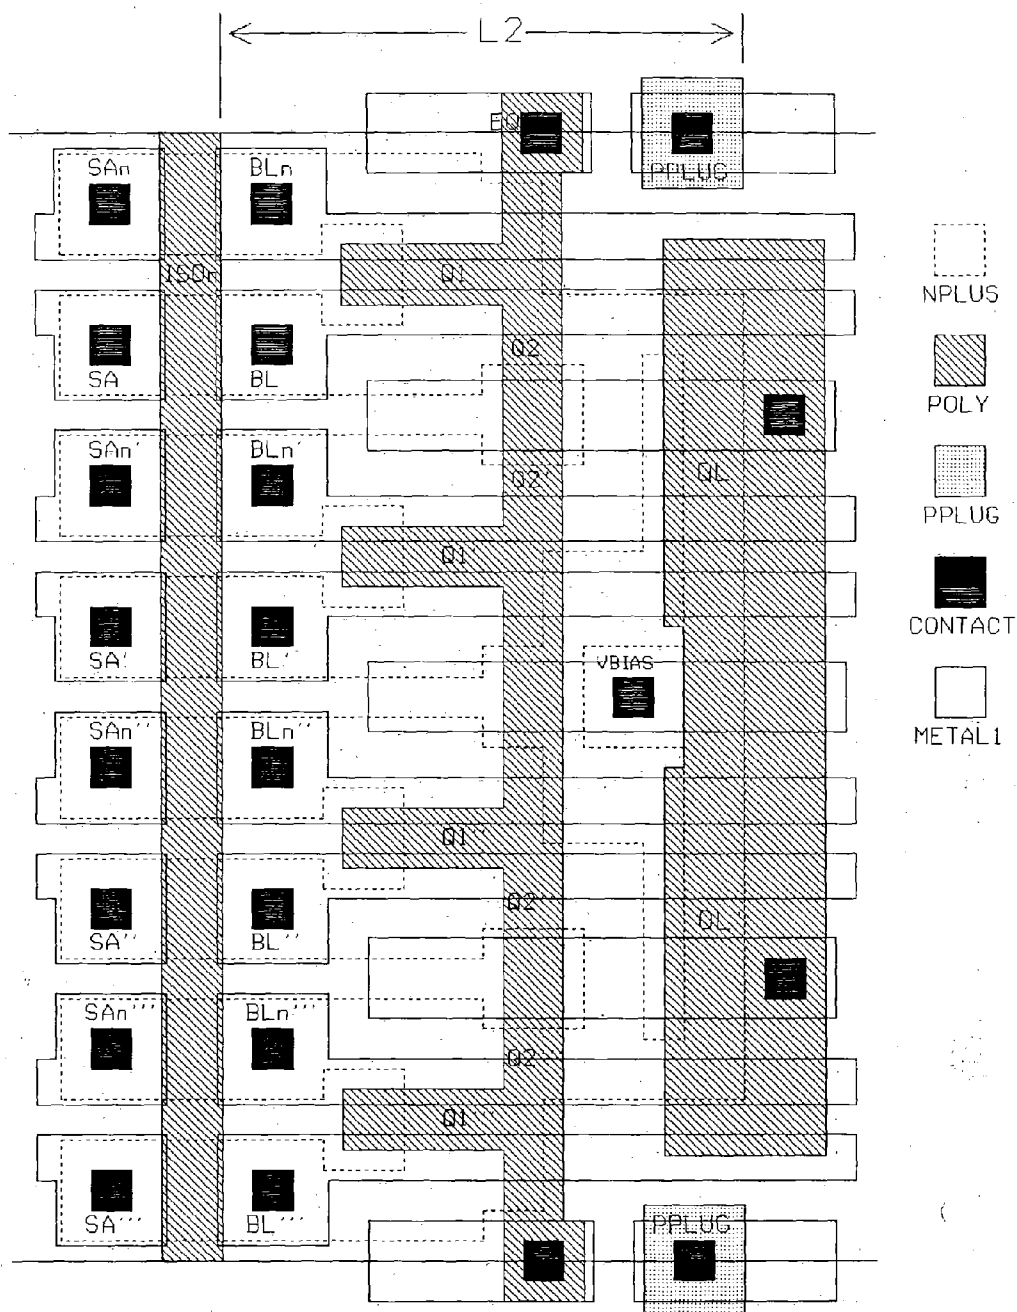 L2
EQ
SAn
BLn
PPLUG
ISOn
Q1
NPLUS
SA
BL
Q2
POLY
SAn'
BLn'
Q2'
QL
PPLUG
Q1'
CONTACT
SA'
BL'
VBIAS
METAL1
SAn''
BLn''
Q1''
SA''
BL''
Q2''
QL'
SAn'''
BLn'''
Q2'''
Q1'''
SA'''
BL'''
PPLUG